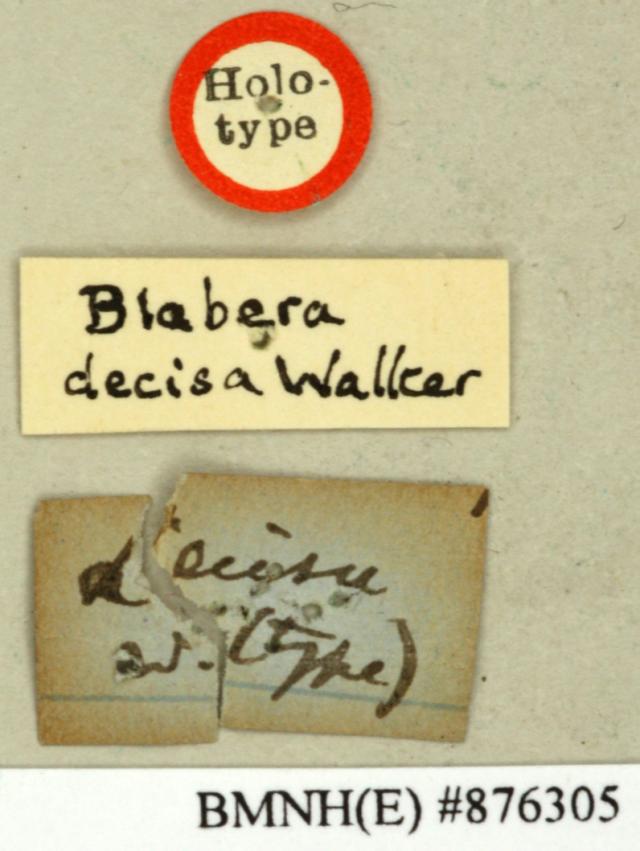 Holo-
type
Blabera
decisa Walker
decisa
w. (type)
BMNH(E) #876305